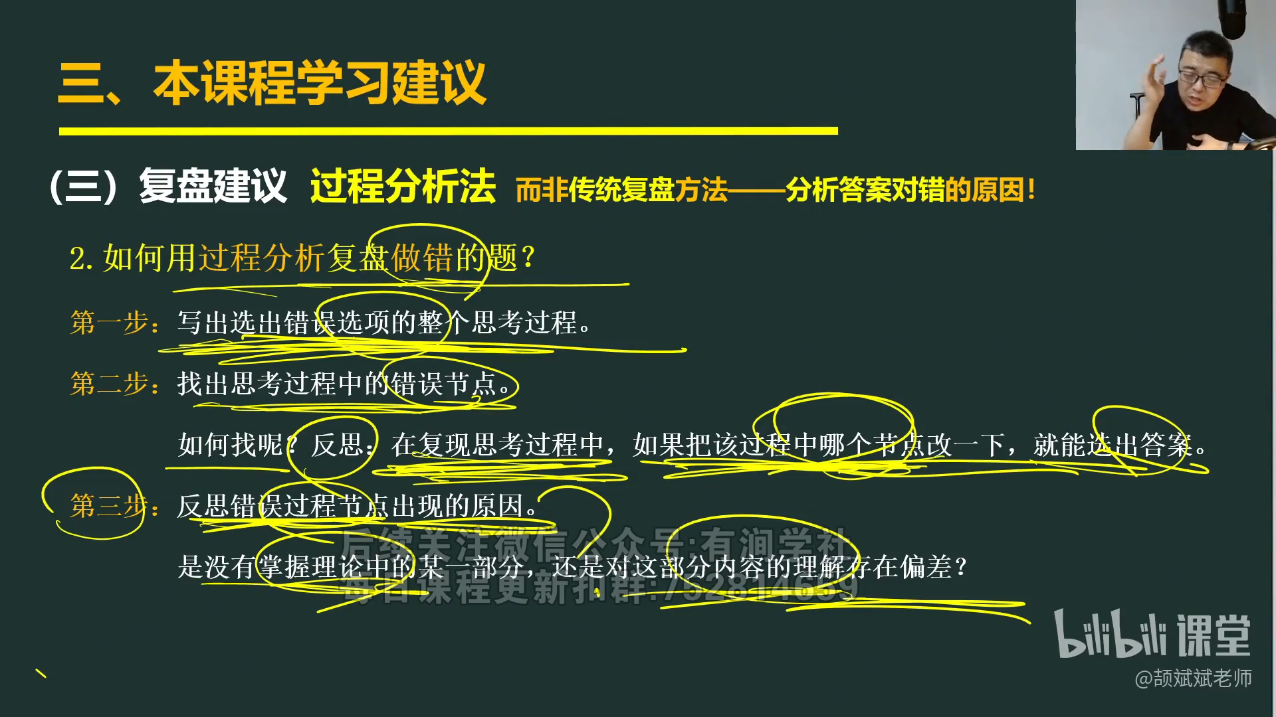 三、本课程学习建议
（三）复盘建议 过程分析法 而非传统复盘方法——分析答案对错的原因！
2.如何用过程分析复盘做错的题？
第一步：写出选出错误选项的整个思考过程。
第二步：找出思考过程中的错误节点。
如何找呢？反思：在复现思考过程中，如果把该过程中哪个节点改一下，就能选出答案。
第三步：反思错误过程节点出现的原因。
后续关注微信公众号:有涧学社
是没有掌握理论中的某一部分，还是对这部分内容的理解存在偏差？
每日课程更新扣群:752814659
bilibili课堂
@颉斌斌老师